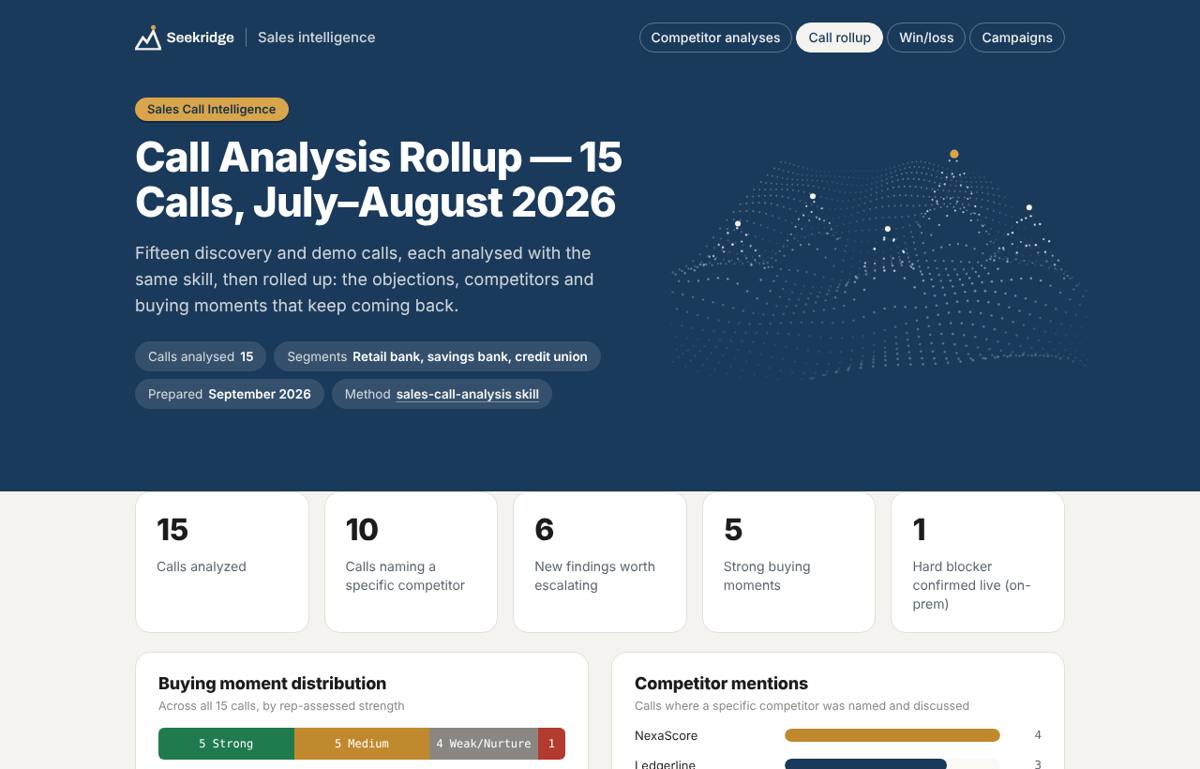 Seekridge
Sales intelligence
Competitor analyses
Call rollup
Win/loss
Campaigns
Sales Call Intelligence
Call Analysis Rollup — 15
Calls, July–August 2026
Fifteen discovery and demo calls, each analysed with the
same skill, then rolled up: the objections, competitors and
buying moments that keep coming back.
Calls analysed 15
Segments Retail bank, savings bank, credit union
Prepared September 2026
Method sales-call-analysis skill
15
Calls analyzed
10
Calls naming a
specific competitor
6
New findings worth
escalating
5
Strong buying
moments
1
Hard blocker
confirmed live (on-
prem)
Buying moment distribution
Across all 15 calls, by rep-assessed strength
5 Strong
5 Medium
4 Weak/Nurture
1
Competitor mentions
Calls where a specific competitor was named and discussed
NexaScore
4
Ledgerline
3